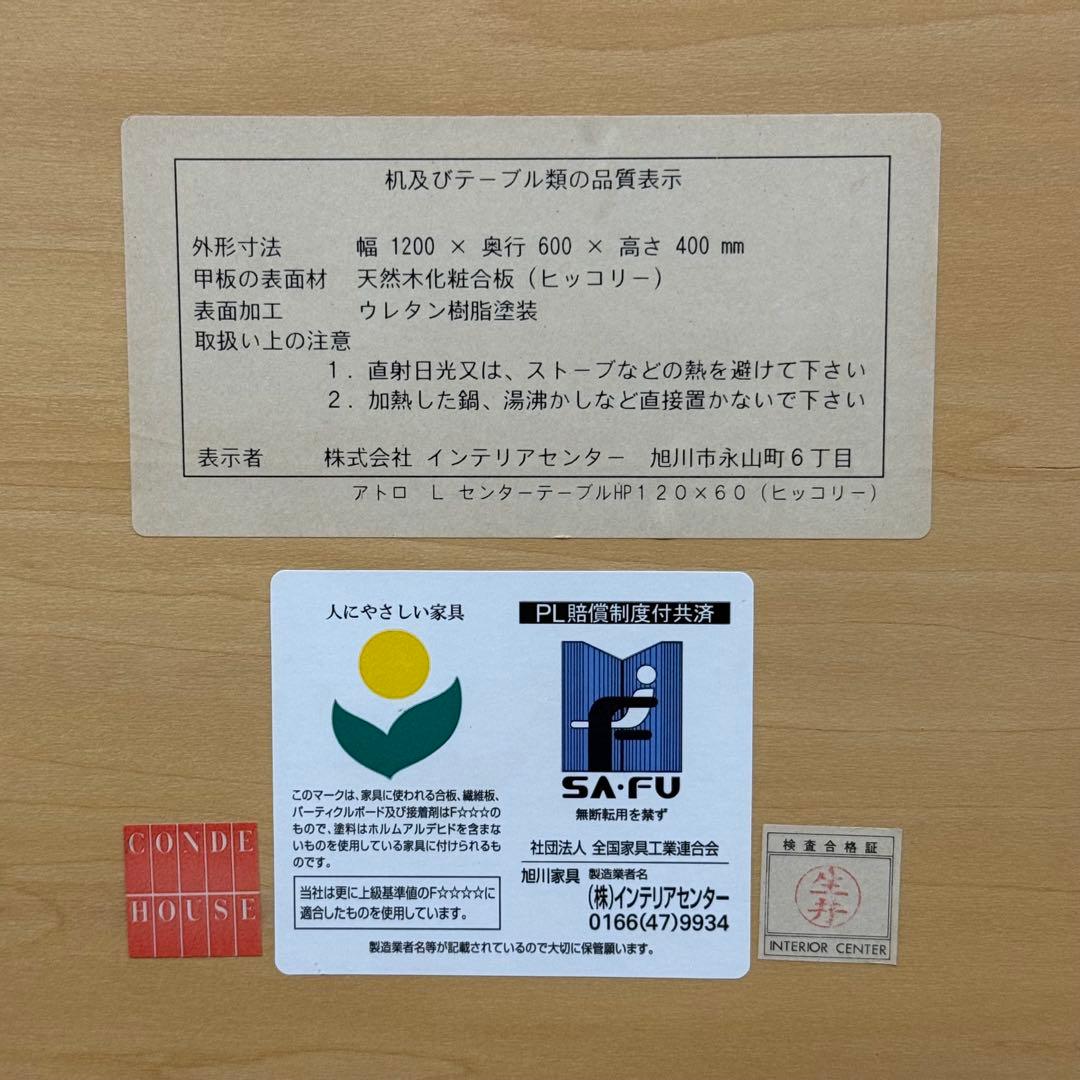 机及びテーブル類の品質表示
外形寸法 幅 1200 × 奥行 600 × 高さ 400 mm
甲板の表面材 天然木化粧合板（ヒッコリー）
表面加工 ウレタン樹脂塗装
取扱い上の注意
1．直射日光又は、ストーブなどの熱を避けて下さい
2．加熱した鍋、湯沸かしなど直接置かないで下さい
表示者 株式会社 インテリアセンター 旭川市永山町６丁目
アトロ Ｌ センターテーブルHP１２０×６０（ヒッコリー）
人にやさしい家具
このマークは、家具に使われる合板、繊維板、
パーティクルボード及び接着剤はF☆☆☆の
もので、塗料はホルムアルデヒドを含まな
いものを使用している家具に付けられるも
のです。
当社は更に上級基準値のF☆☆☆☆に
適合したものを使用しています。
PL賠償制度付共済
F
SA・FU
無断転用を禁ず
社団法人 全国家具工業連合会
旭川家具 製造業者名
(株)インテリアセンター
0166(47)9934
製造業者名等が記載されているので大切に保管願います。
CONDE
HOUSE
検査合格証
生井
INTERIOR CENTER